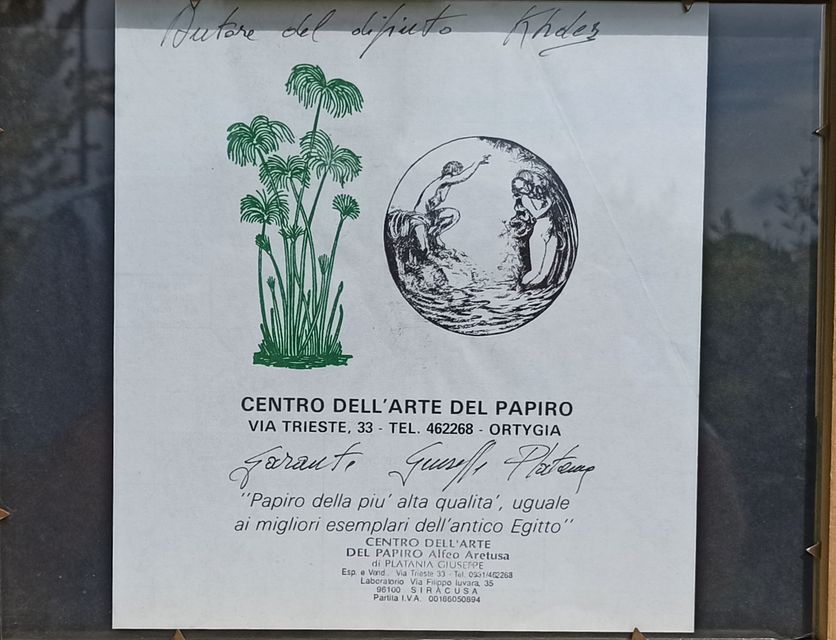 Autore del dipinto Khder
CENTRO DELL'ARTE DEL PAPIRO
VIA TRIESTE, 33 - TEL. 462268 - ORTYGIA
Garante Giuseppe Platania
"Papiro della piu' alta qualita', uguale
ai migliori esemplari dell'antico Egitto"
CENTRO DELL'ARTE
DEL PAPIRO Alfeo Aretusa
di PLATANIA GIUSEPPE
Esp. e Vend. Via Trieste 33 - Tel. 0931/462268
Laboratorio Via Filippo Iuvara, 35
96100 SIRACUSA
Partita I.V.A. 00186050894